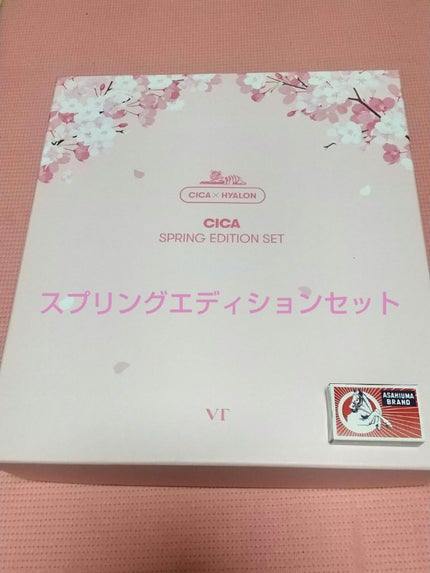 CICA × HYALON
CICA
SPRING EDITION SET
スプリングエディションセット
VT
ASAHIUMA
BRAND